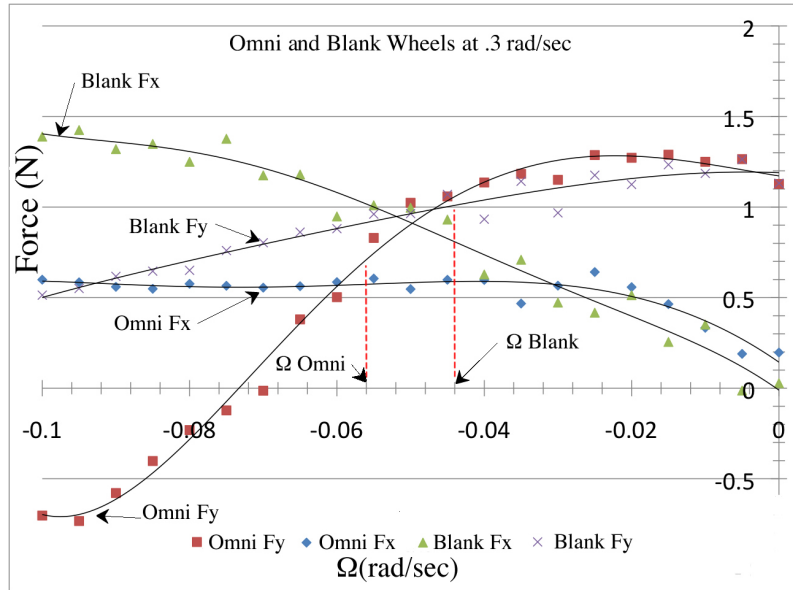 Omni and Blank Wheels at .3 rad/sec
2
Blank Fx
1.5
Force (N)
Blank Fy
1
Omni Fx
0.5
Ω Omni
Ω Blank
0
-0.1
-0.08
-0.06
-0.04
-0.02
0
-0.5
Omni Fy
Omni Fy
Omni Fx
Blank Fx
Blank Fy
Ω(rad/sec)